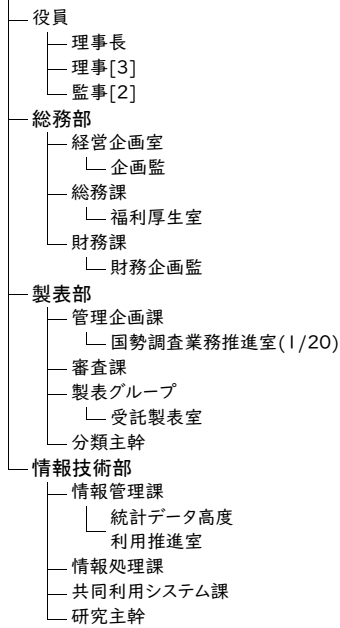 役員
理事長
理事[3]
監事[2]
総務部
経営企画室
企画監
総務課
福利厚生室
財務課
財務企画監
製表部
管理企画課
国勢調査業務推進室(1/20)
審査課
製表グループ
受託製表室
分類主幹
情報技術部
情報管理課
統計データ高度
利用推進室
情報処理課
共同利用システム課
研究主幹